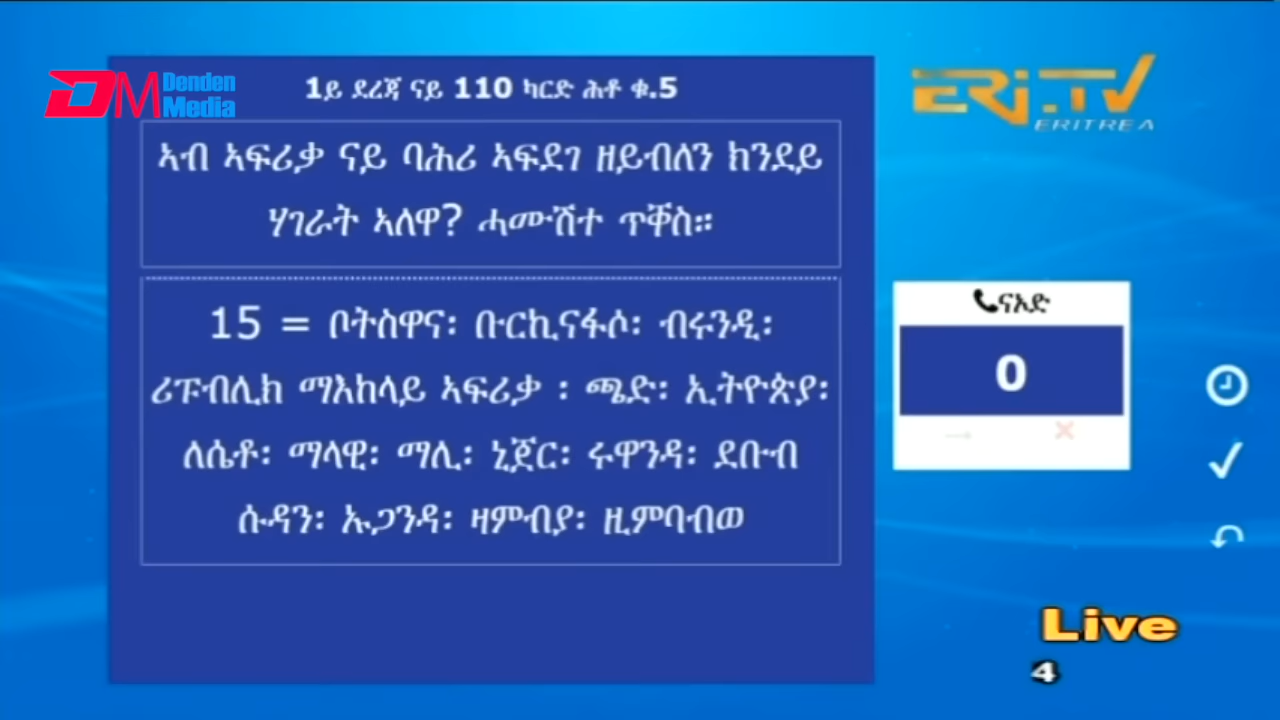 DM Denden Media
ERi.TV
ERITREA
1ይ ደረጃ ናይ 110 ካርድ ሕቶ ቁ.5
ኣብ ኣፍሪቃ ናይ ባሕሪ ኣፍደገ ዘይብለን ክንደይ
ሃገራት ኣለዋ? ሓሙሽተ ጥቐስ።
15 = ቦትስዋና፡ ቡርኪናፋሶ፡ ብሩንዲ፡
ሪፑብሊክ ማእከላይ ኣፍሪቃ ፡ ጫድ፡ ኢትዮጵያ፡
ለሴቶ፡ ማላዊ፡ ማሊ፡ ኒጀር፡ ሩዋንዳ፡ ደቡብ
ሱዳን፡ ኡጋንዳ፡ ዛምብያ፡ ዚምባብወ
ናኦድ
0
Live
4